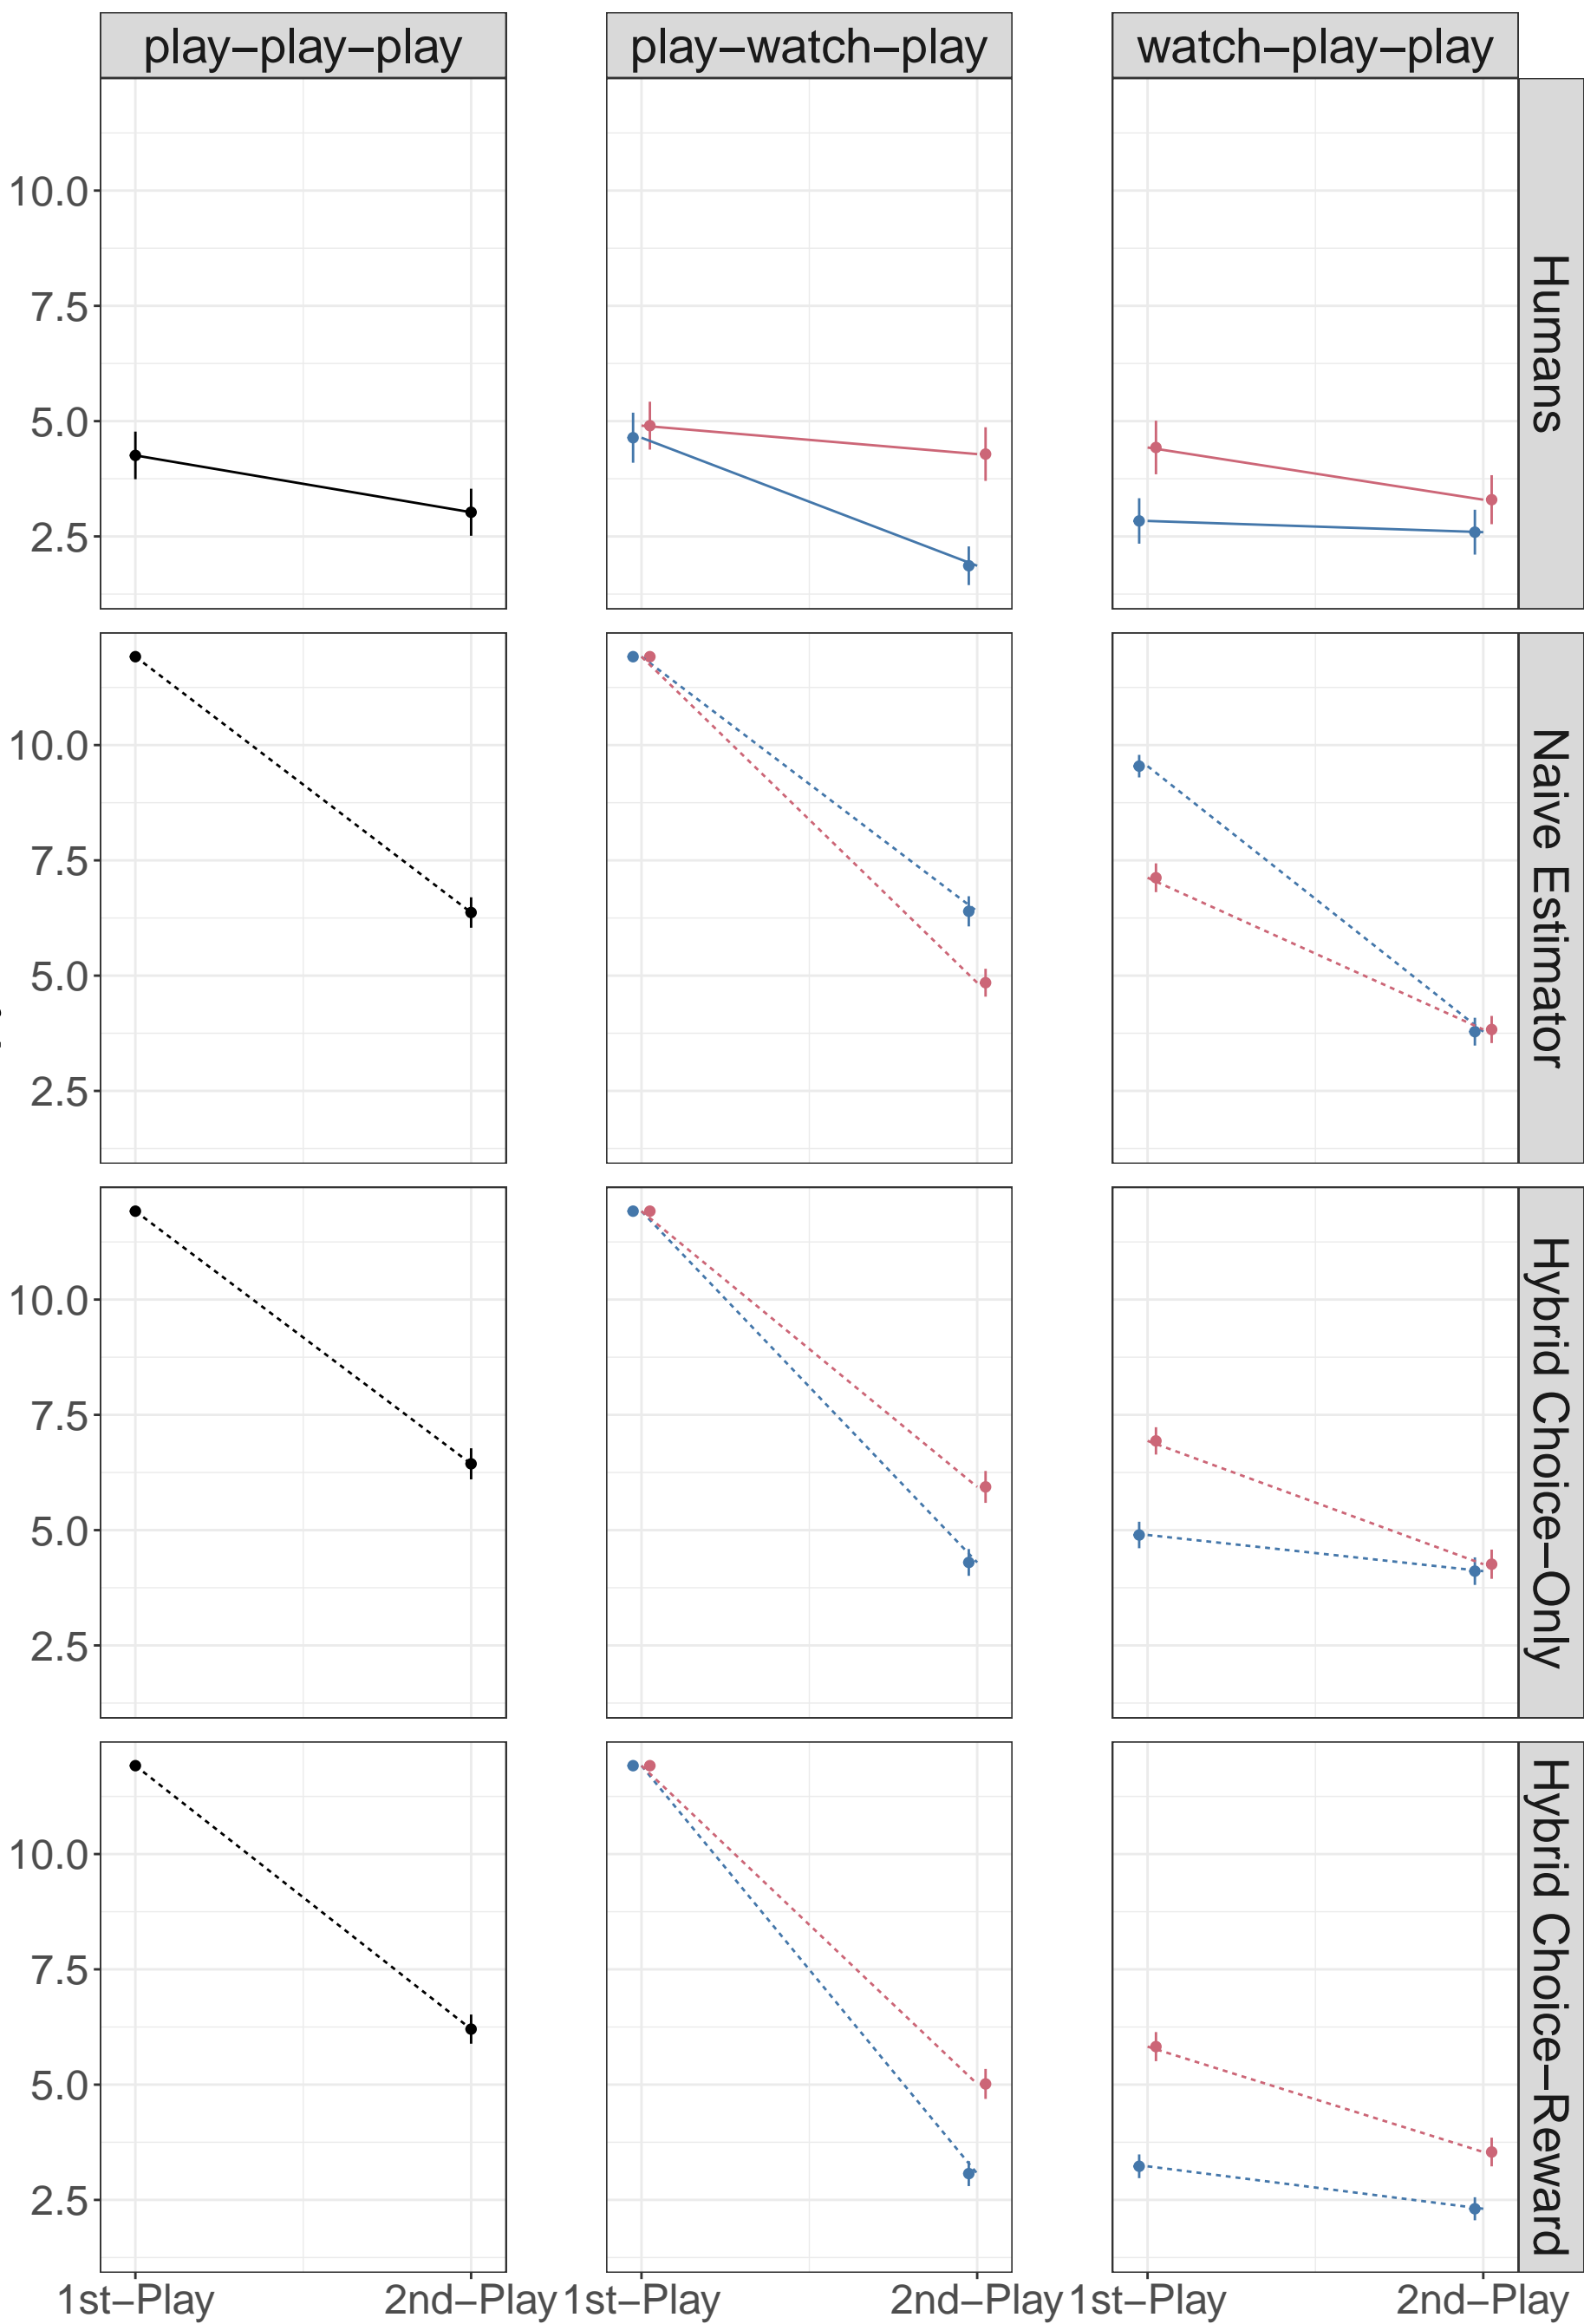 play–play–play
play–watch–play
watch–play–play
10.0
7.5
5.0
2.5
Humans
10.0
7.5
5.0
2.5
Naive Estimator
10.0
7.5
5.0
2.5
Hybrid Choice–Only
10.0
7.5
5.0
2.5
Hybrid Choice–Reward
1st–Play
2nd–Play
1st–Play
2nd–Play
1st–Play
2nd–Play